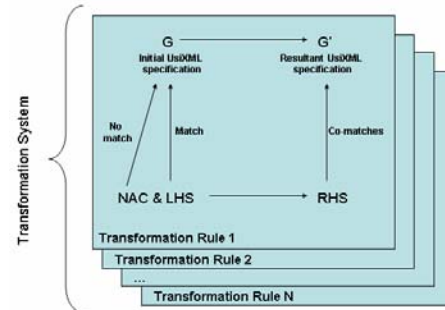 G
G'
Initial UsiXML
specification
Resultant UsiXML
specification
No
match
Match
Co-matches
NAC & LHS
RHS
Transformation System
Transformation Rule 1
Transformation Rule 2
...
Transformation Rule N